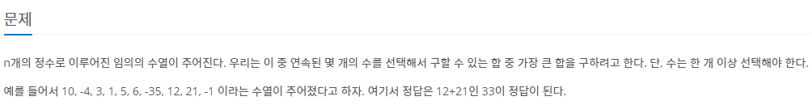 문제
n개의 정수로 이루어진 임의의 수열이 주어진다. 우리는 이 중 연속된 몇 개의 수를 선택해서 구할 수 있는 합 중 가장 큰 합을 구하려고 한다. 단, 수는 한 개 이상 선택해야 한다.
예를 들어서 10, -4, 3, 1, 5, 6, -35, 12, 21, -1 이라는 수열이 주어졌다고 하자. 여기서 정답은 12+21인 33이 정답이 된다.